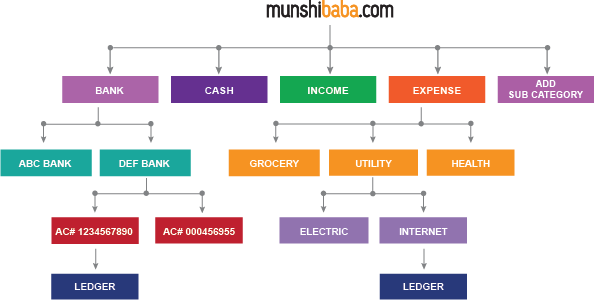 munshibaba.com
BANK
CASH
INCOME
EXPENSE
ADD
SUB CATEGORY
ABC BANK
DEF BANK
GROCERY
UTILITY
HEALTH
AC# 1234567890
AC# 000456955
ELECTRIC
INTERNET
LEDGER
LEDGER